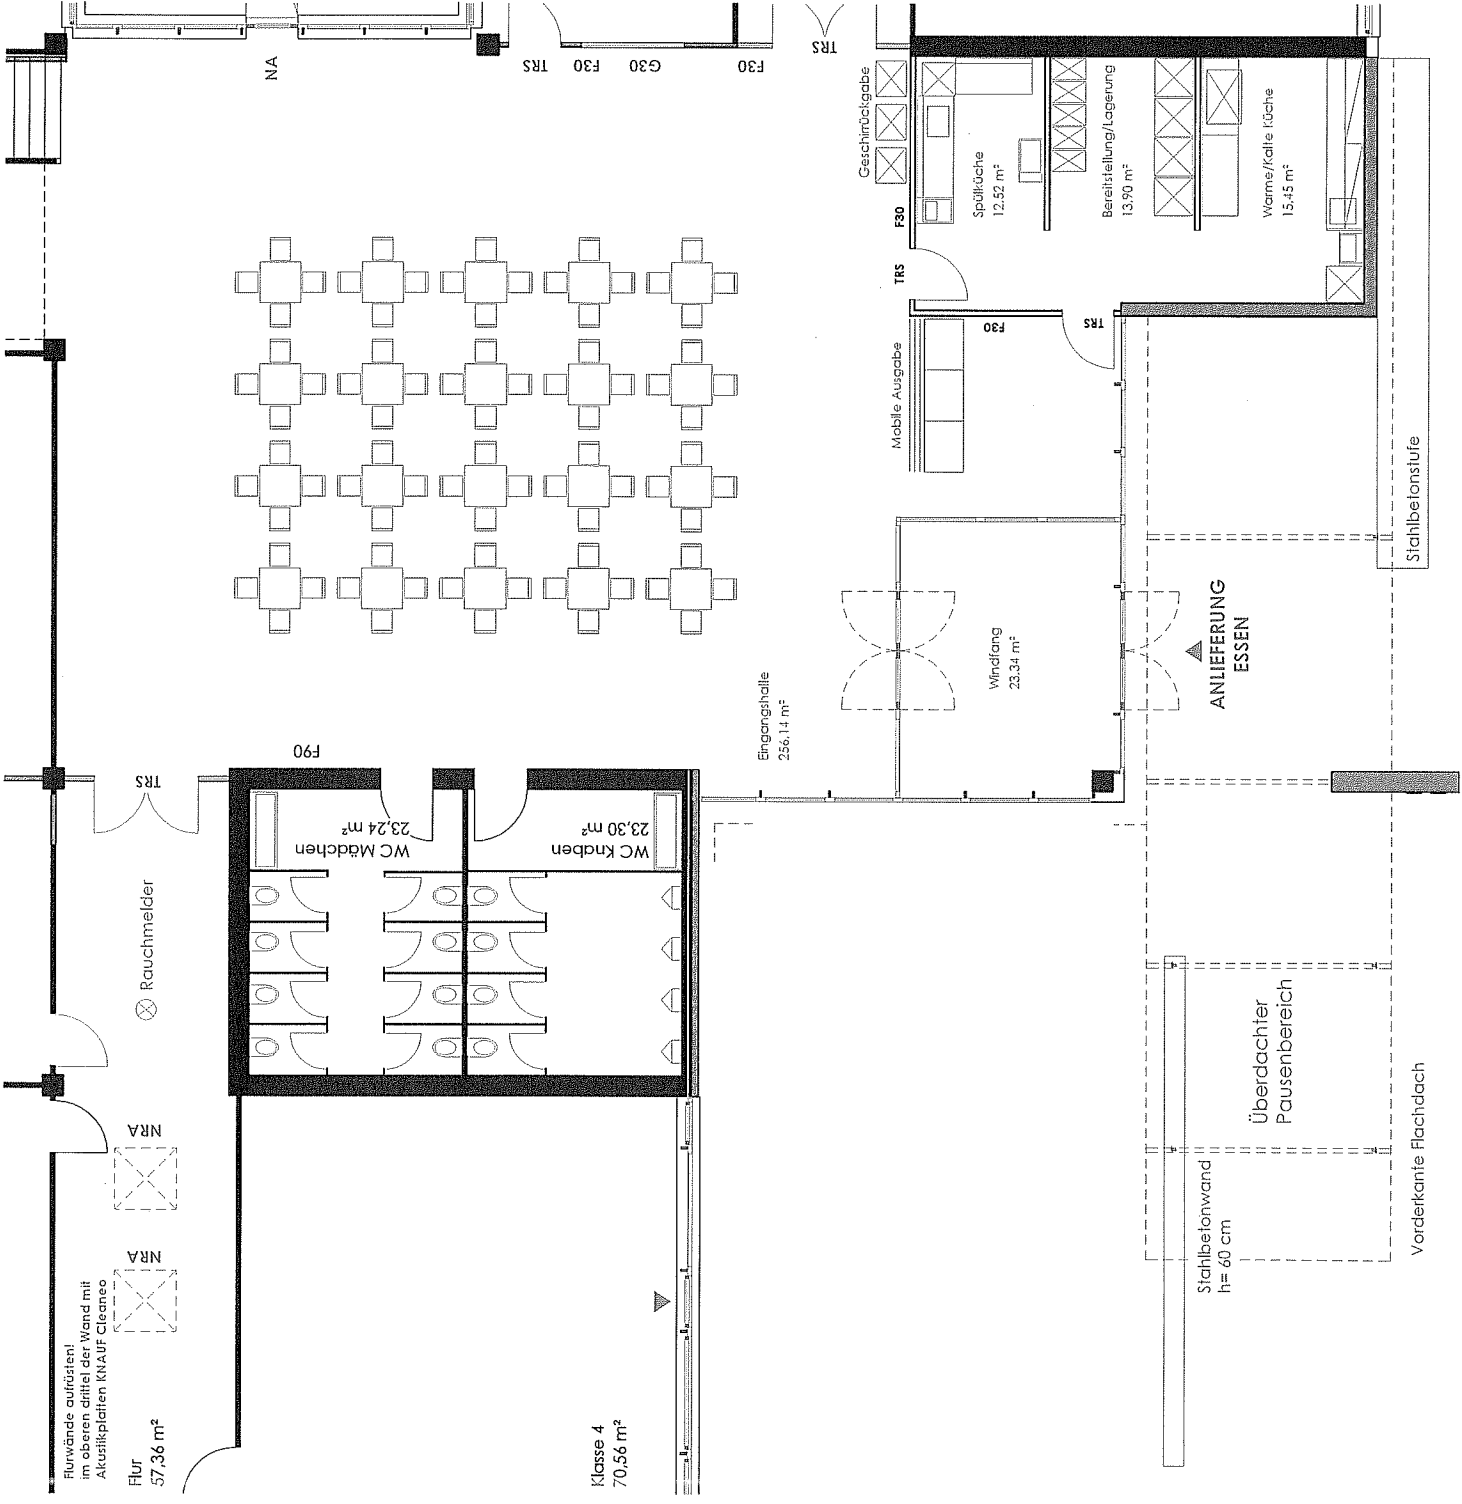 NA
TRS
F30
G30
F30
TRS
Geschirrückgabe
Spülküche
12,52 m²
Bereitstellung/Lagerung
13,90 m²
Warme/Kalte Küche
15,45 m²
F30
TRS
F30
TRS
Mobile Ausgabe
Stahlbetonstufe
Windfang
23,34 m²
ANLIEFERUNG
ESSEN
Eingangshalle
256,14 m²
F90
TRS
WC Mädchen
23,24 m²
WC Knaben
23,30 m²
Rauchmelder
NRA
NRA
Flurwände aufrüsten!
im oberen drittel der Wand mit
Akustikplatten KNAUF Cleaneo
Flur
57,36 m²
Klasse 4
70,56 m²
Überdachter
Pausenbereich
Stahlbetonwand
h= 60 cm
Vorderkante Flachdach